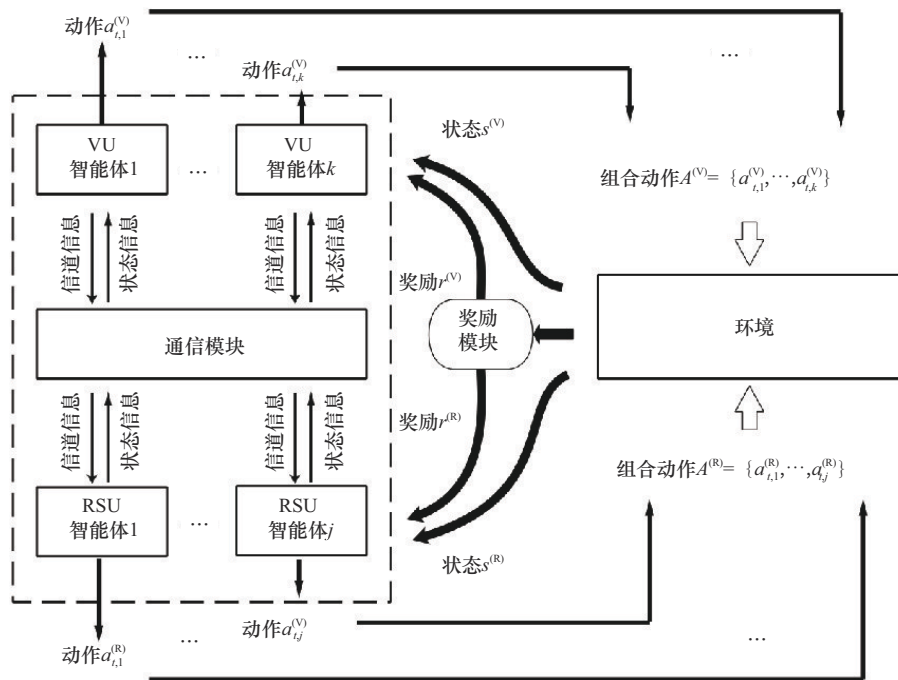 动作a_{t,1}^{(V)}
…
…
动作a_{t,k}^{(V)}
VU
智能体1
…
VU
智能体k
状态s^{(V)}
组合动作A^{(V)}= {a_{t,1}^{(V)},⋯,a_{t,k}^{(V)}}
信道信息
状态信息
信道信息
状态信息
奖励r^{(V)}
通信模块
奖励
模块
环境
信道信息
状态信息
信道信息
状态信息
奖励r^{(R)}
组合动作A^{(R)}= {a_{t,1}^{(R)},⋯,a_{t,j}^{(R)}}
RSU
智能体1
…
RSU
智能体j
状态s^{(R)}
动作a_{t,j}^{(V)}
…
…
动作a_{t,1}^{(R)}